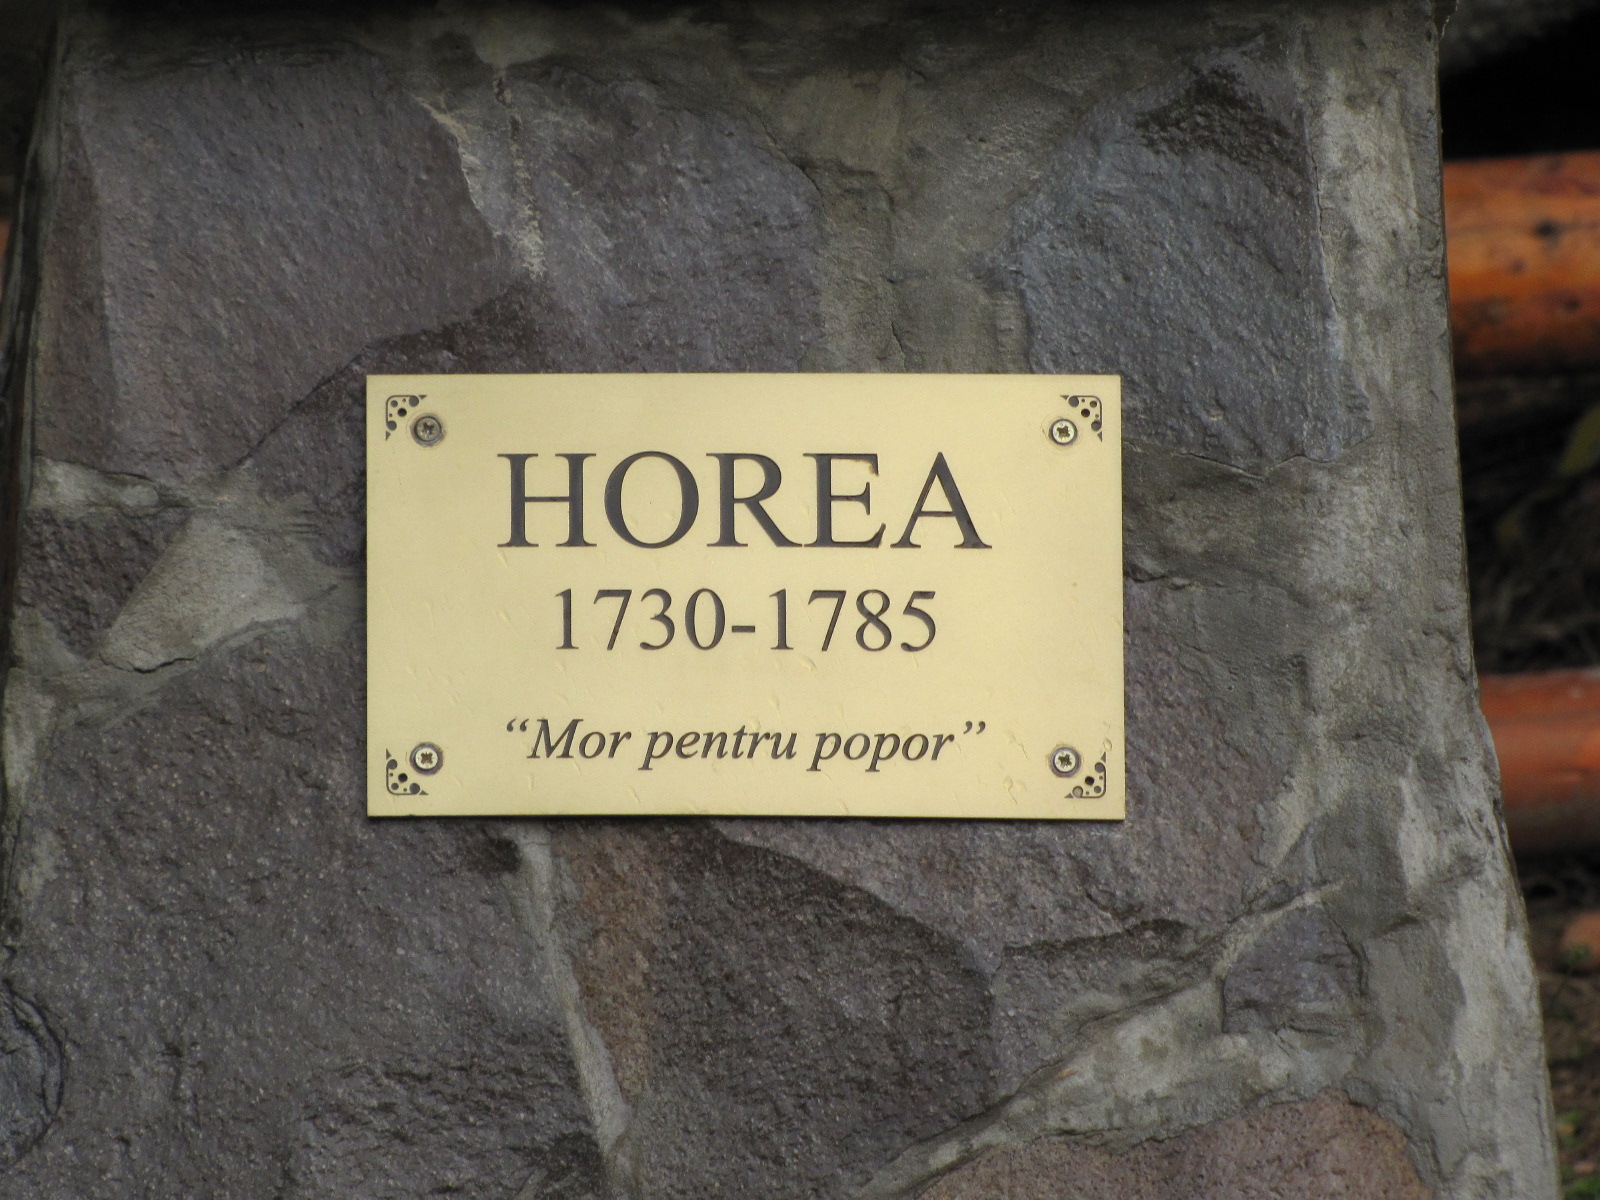 HOREA
1730-1785
“Mor pentru popor”